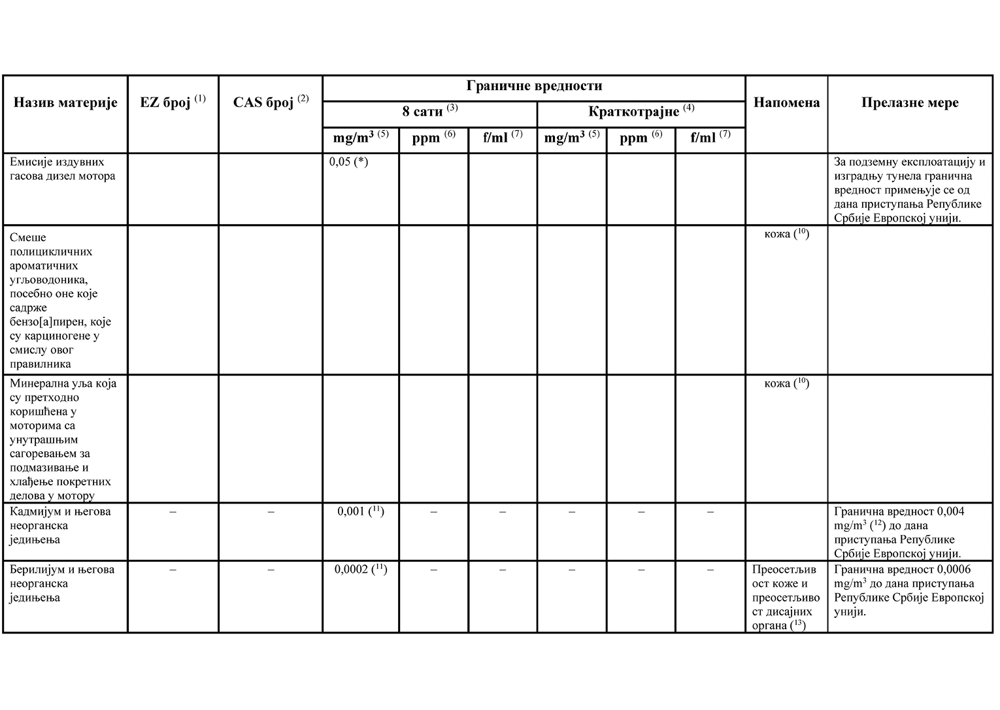 Назив материје
EZ број (1)
CAS број (2)
Граничне вредности
Напомена
Прелазне мере
8 сати (3)
Краткотрајне (4)
mg/m³ (5)
ppm (6)
f/ml (7)
mg/m³ (5)
ppm (6)
f/ml (7)
Емисије издувних
гасова дизел мотора
0,05 (*)
За подземну експлоатацију и
изградњу тунела гранична
вредност примењује се од
дана приступања Републике
Србије Европској унији.
Смеше
полицикличних
ароматичних
угљоводоника,
посебно оне које
садрже
бензо[а]пирен, које
су карциногене у
смислу овог
правилника
кожа (¹⁰)
Минерална уља која
су претходно
коришћена у
моторима са
унутрашњим
сагоревањем за
подмазивање и
хлађење покретних
делова у мотору
кожа (¹⁰)
Кадмијум и његова
неорганска
једињења
–
–
0,001 (¹¹)
–
–
–
–
–
Гранична вредност 0,004
mg/m³ (¹²) до дана
приступања Републике
Србије Европској унији.
Берилијум и његова
неорганска
једињења
–
–
0,0002 (¹¹)
–
–
–
–
–
Преосетљив
ост коже и
преосетљиво
ст дисајних
органа (¹³)
Гранична вредност 0,0006
mg/m³ до дана приступања
Републике Србије Европској
унији.